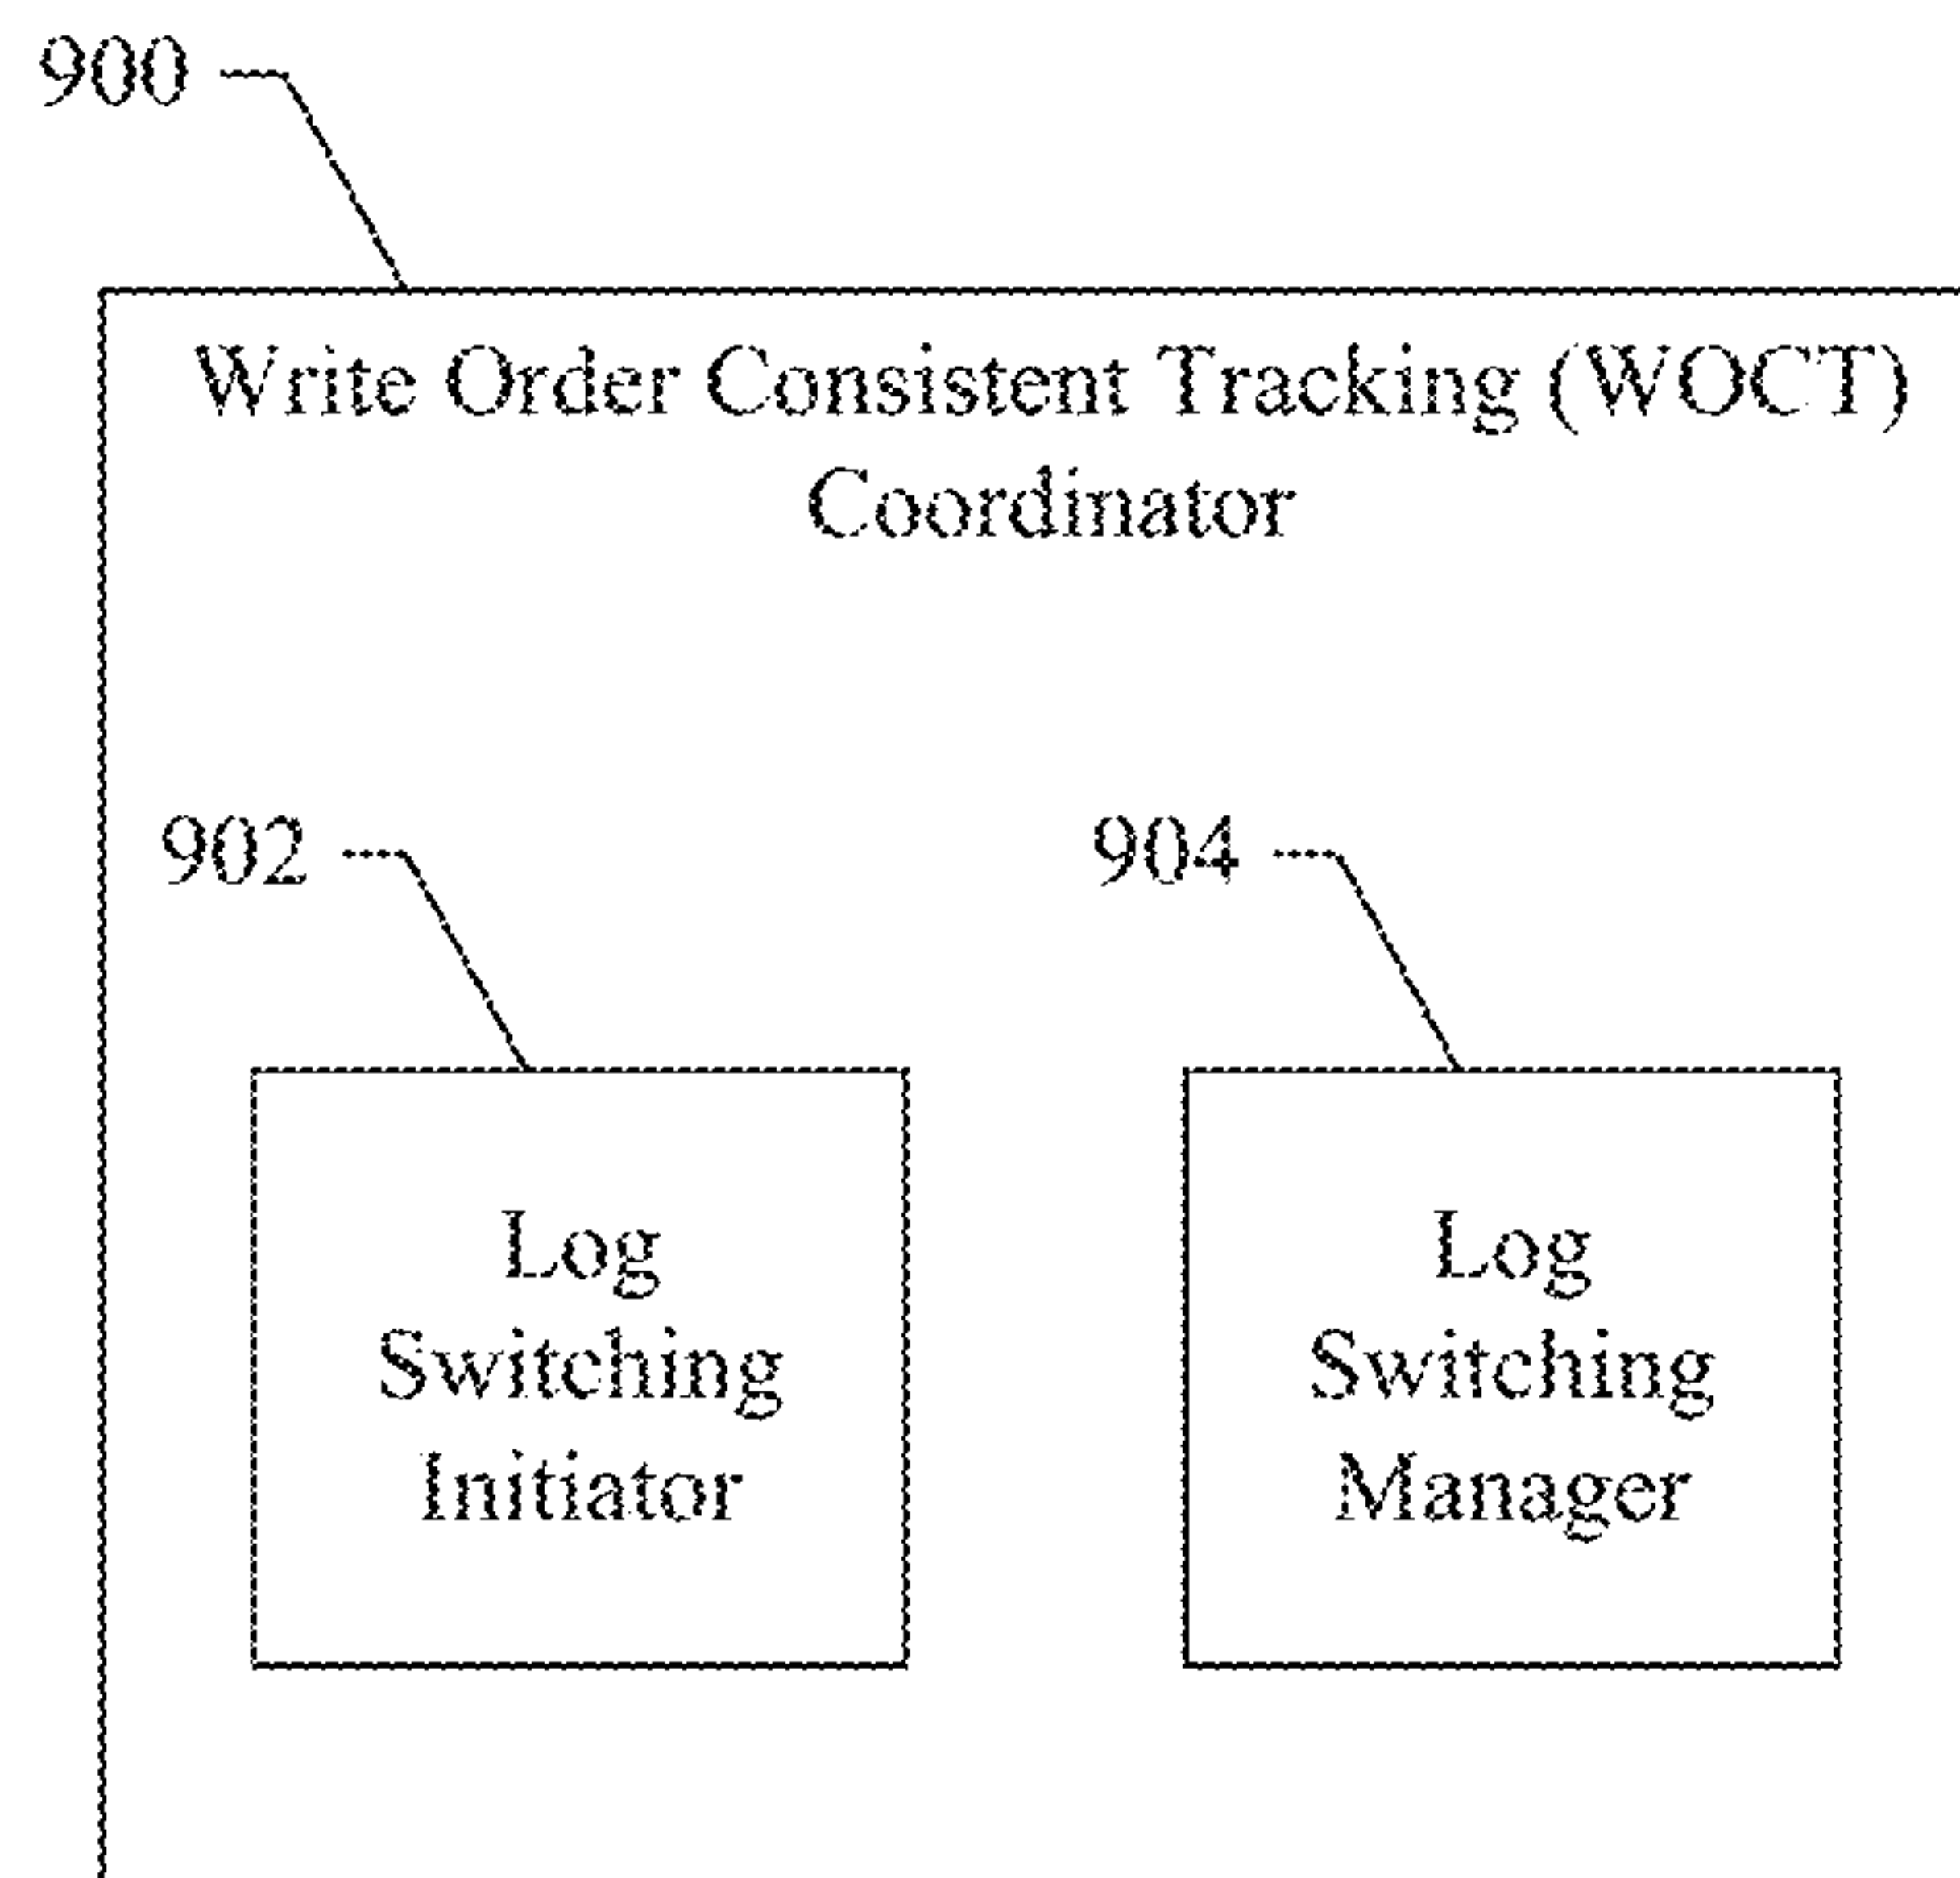 900
Write Order Consistent Tracking (WOCT)
Coordinator
902
904
Log
Switching
Initiator
Log
Switching
Manager